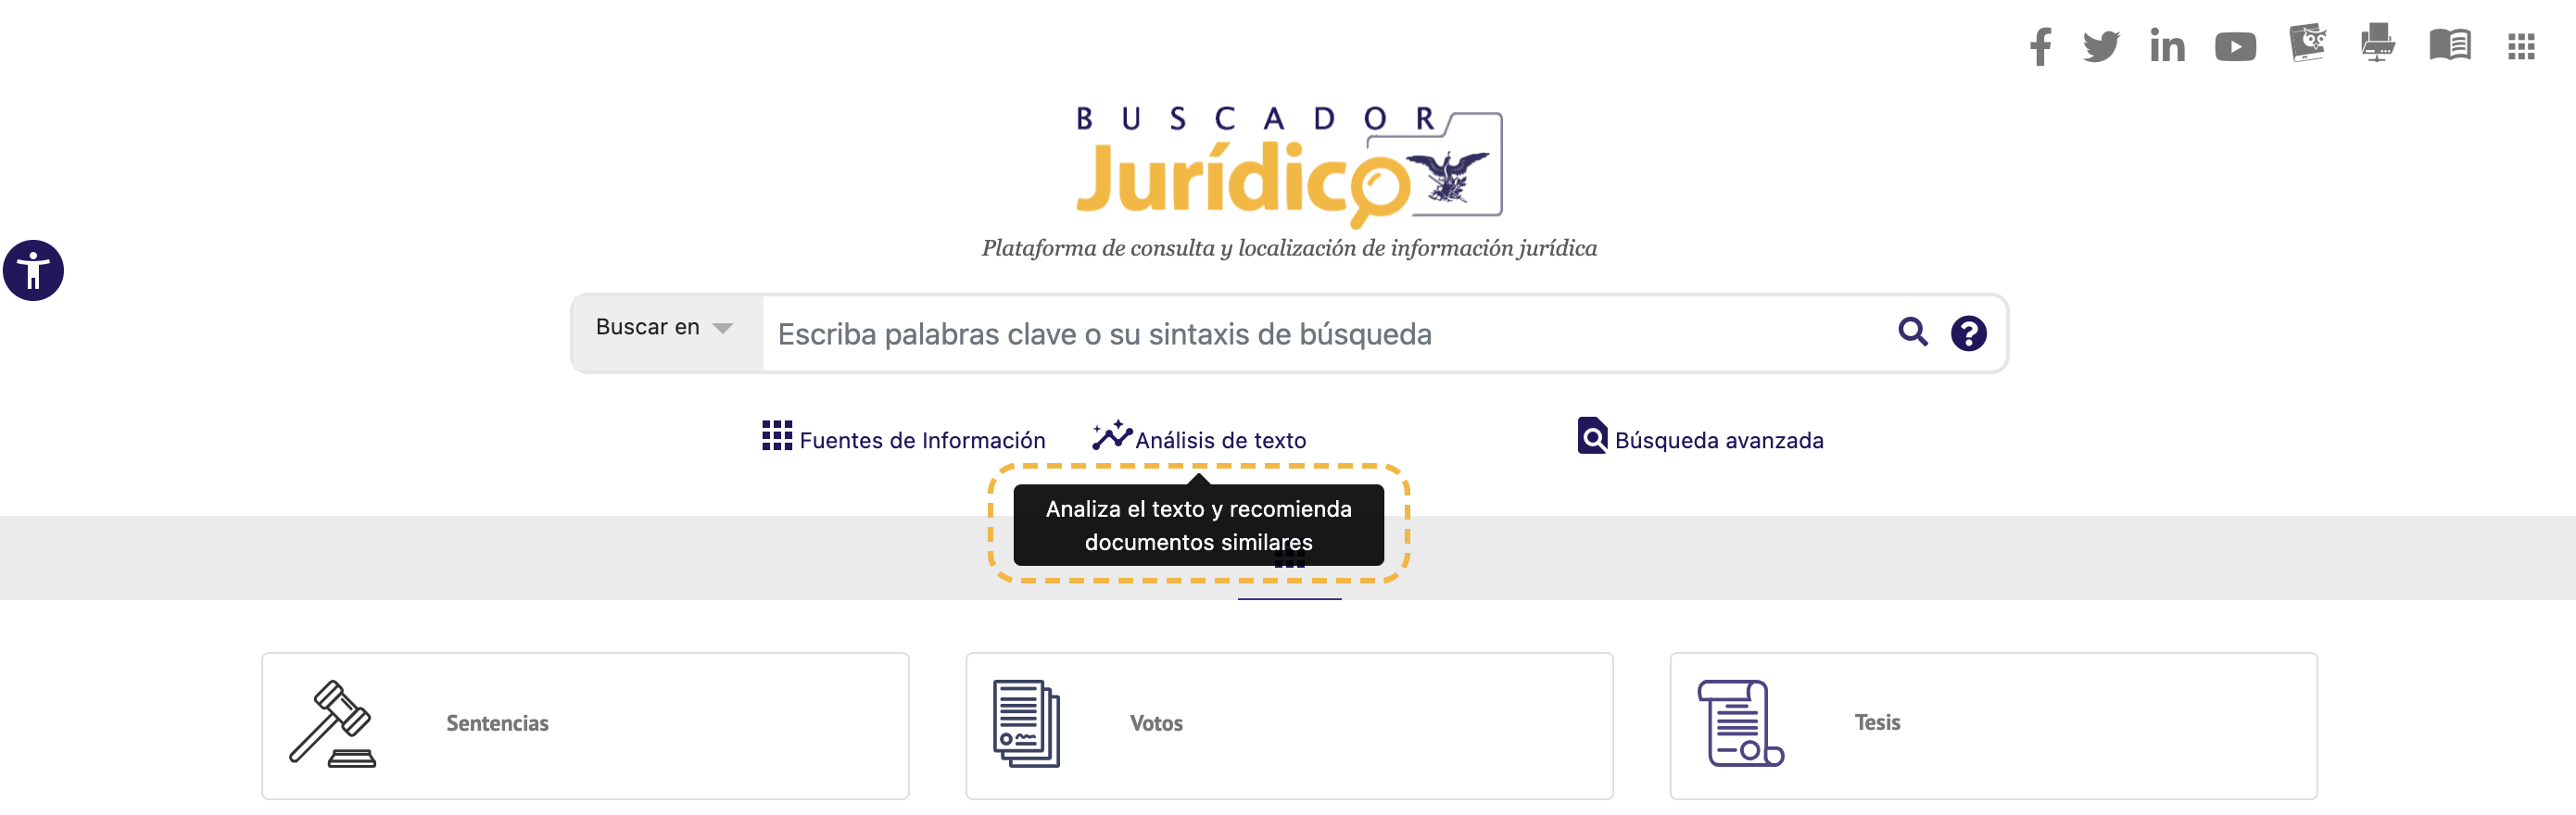 BUSCADOR
Jurídico
Plataforma de consulta y localización de información jurídica
Buscar en
Escriba palabras clave o su sintaxis de búsqueda
Fuentes de Información
Análisis de texto
Búsqueda avanzada
Analiza el texto y recomienda
documentos similares
Sentencias
Votos
Tesis